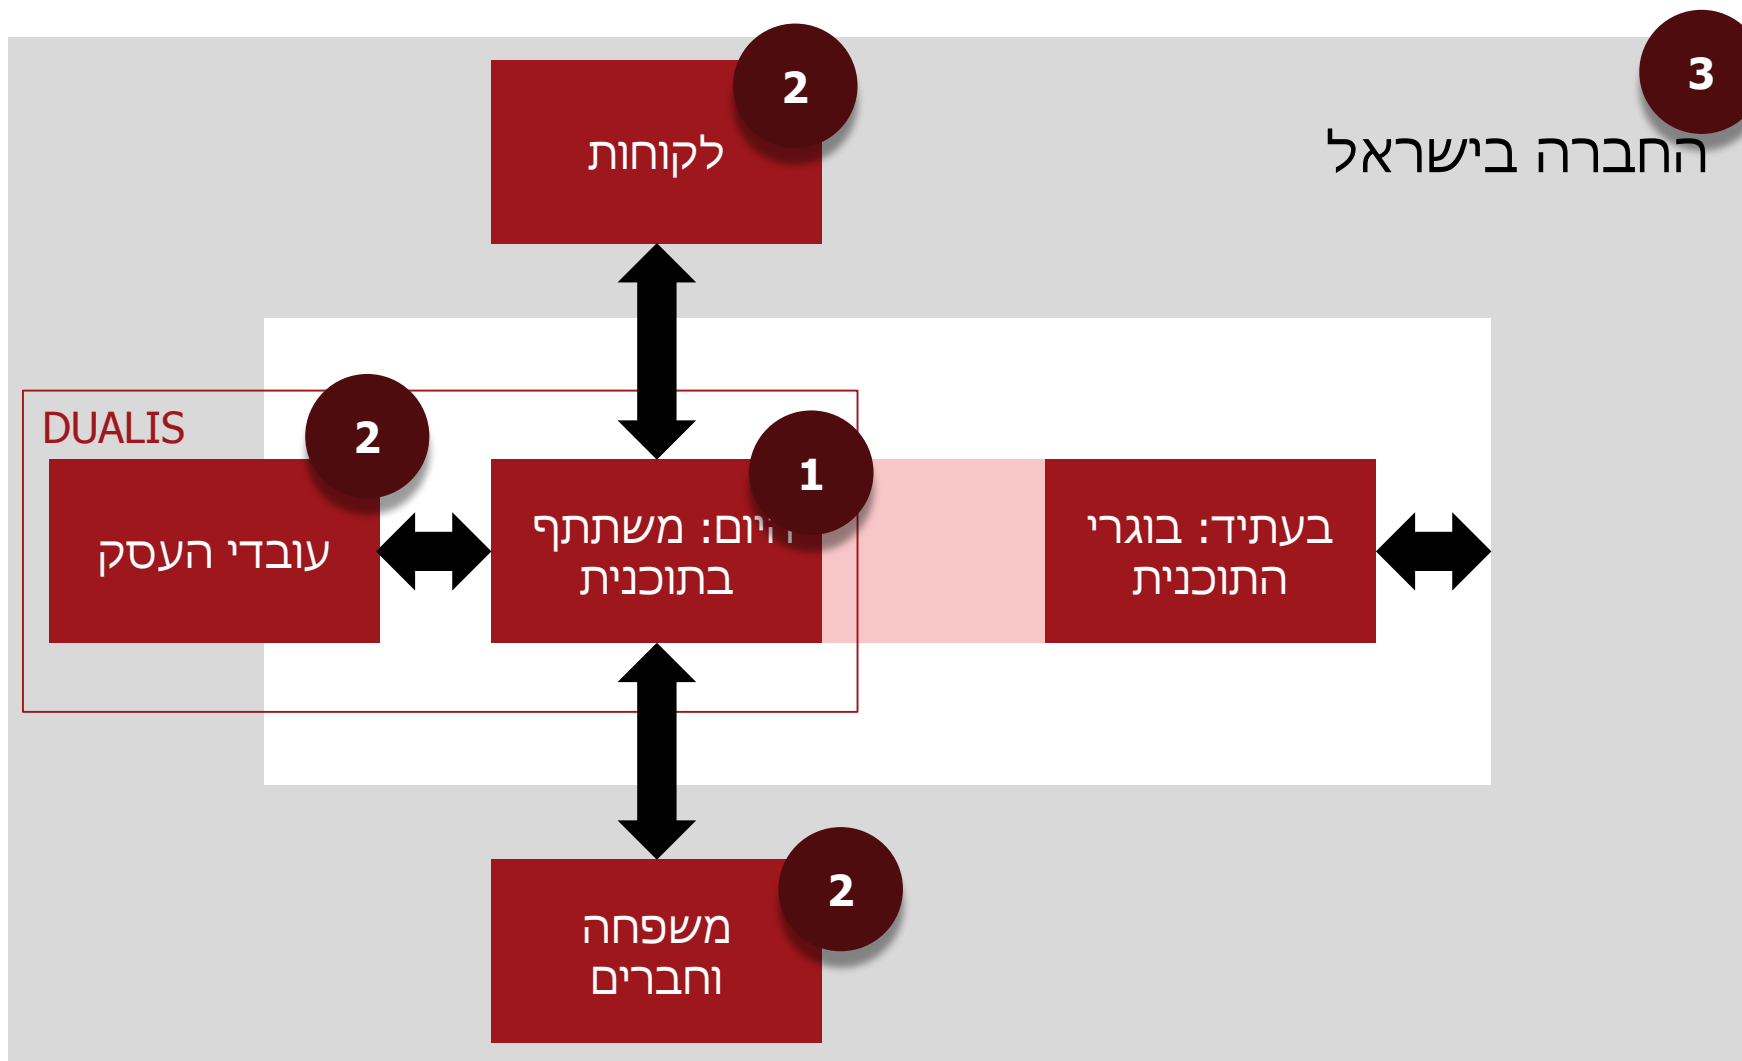 3
החברה בישראל
2
לקוחות
DUALIS
2
עובדי העסק
1
היום: משתתף
בתוכנית
בעתיד: בוגרי
התוכנית
2
משפחה
וחברים